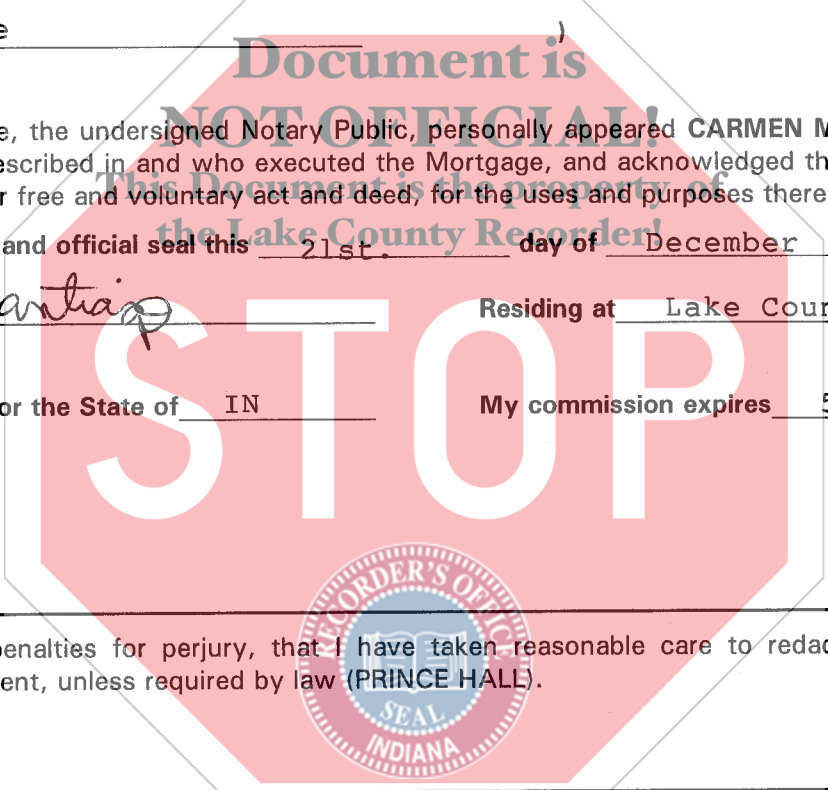 e )
Document is
NOT OFFICIAL!
e, the undersigned Notary Public, personally appeared CARMEN M
escribed in and who executed the Mortgage, and acknowledged th
This Document is the property of
r free and voluntary act and deed, for the uses and purposes there
the Lake County Recorder!
and official seal this 21st. day of December
antiago Residing at Lake Cour
STOP
or the State of IN My commission expires 5
RECORDER'S OFFICE
penalties for perjury, that I have taken reasonable care to redac
ent, unless required by law (PRINCE HALL).
SEAL
INDIANA